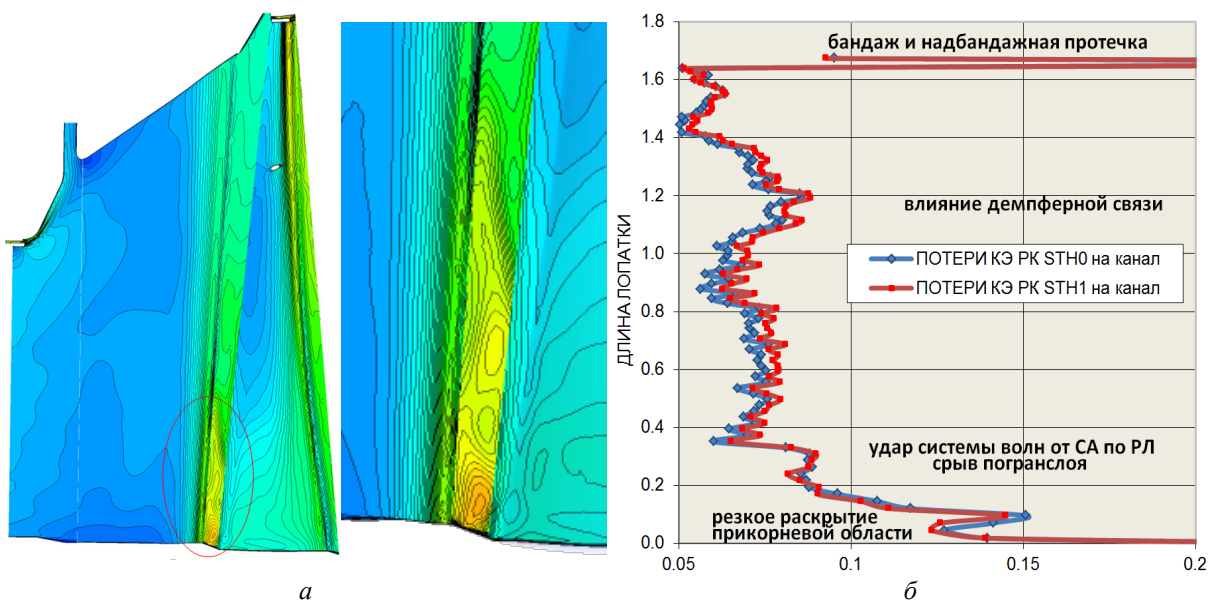 1.8
1.6
1.4
1.2
1.0
0.8
0.6
0.4
0.2
0.0
ДЛИНА ЛОПАТКИ
бандаж и надбандажная протечка
влияние демпферной связи
ПОТЕРИ КЭ РК STH0 на канал
ПОТЕРИ КЭ РК STH1 на канал
удар системы волн от СА по РЛ
срыв погранслоя
резкое раскрытие
прикорневой области
0.05
0.1
0.15
0.2
а
б